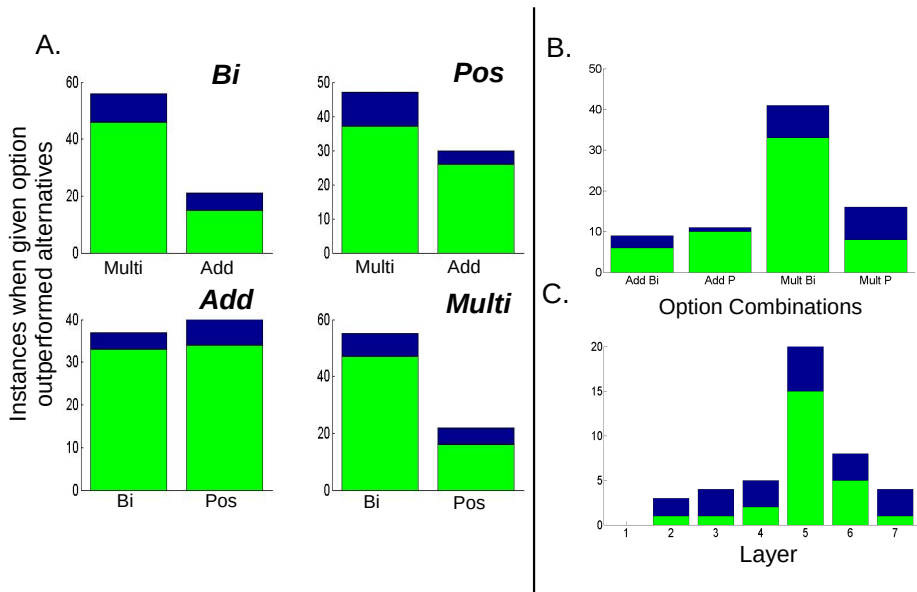 A.
Instances when given option
outperformed alternatives
Bi
60
40
20
0
Multi Add
Pos
50
40
30
20
10
0
Multi Add
Add
40
30
20
10
0
Bi Pos
Multi
60
40
20
0
Bi Pos
B.
50
40
30
20
10
0
Add Bi Add P Mult Bi Mult P
Option Combinations
C.
20
15
10
5
0
1 2 3 4 5 6 7
Layer